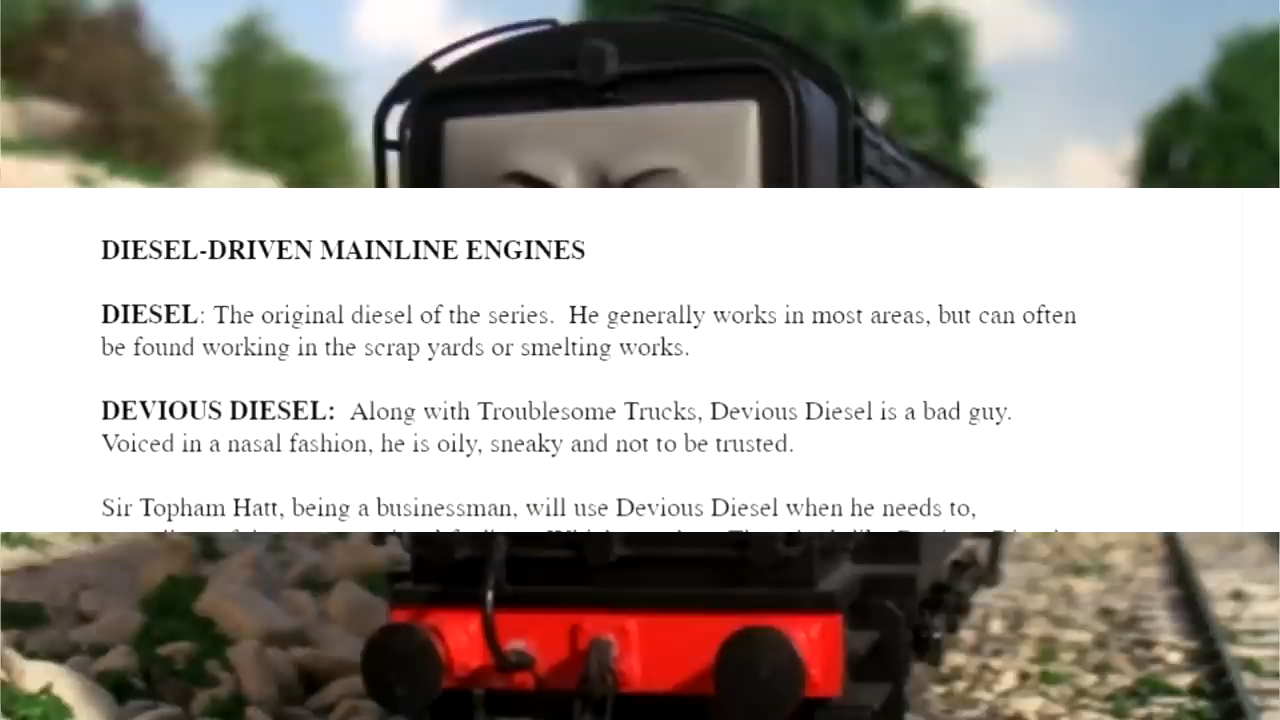 DIESEL-DRIVEN MAINLINE ENGINES
DIESEL: The original diesel of the series. He generally works in most areas, but can often
be found working in the scrap yards or smelting works.
DEVIOUS DIESEL: Along with Troublesome Trucks, Devious Diesel is a bad guy.
Voiced in a nasal fashion, he is oily, sneaky and not to be trusted.
Sir Topham Hatt, being a businessman, will use Devious Diesel when he needs to,